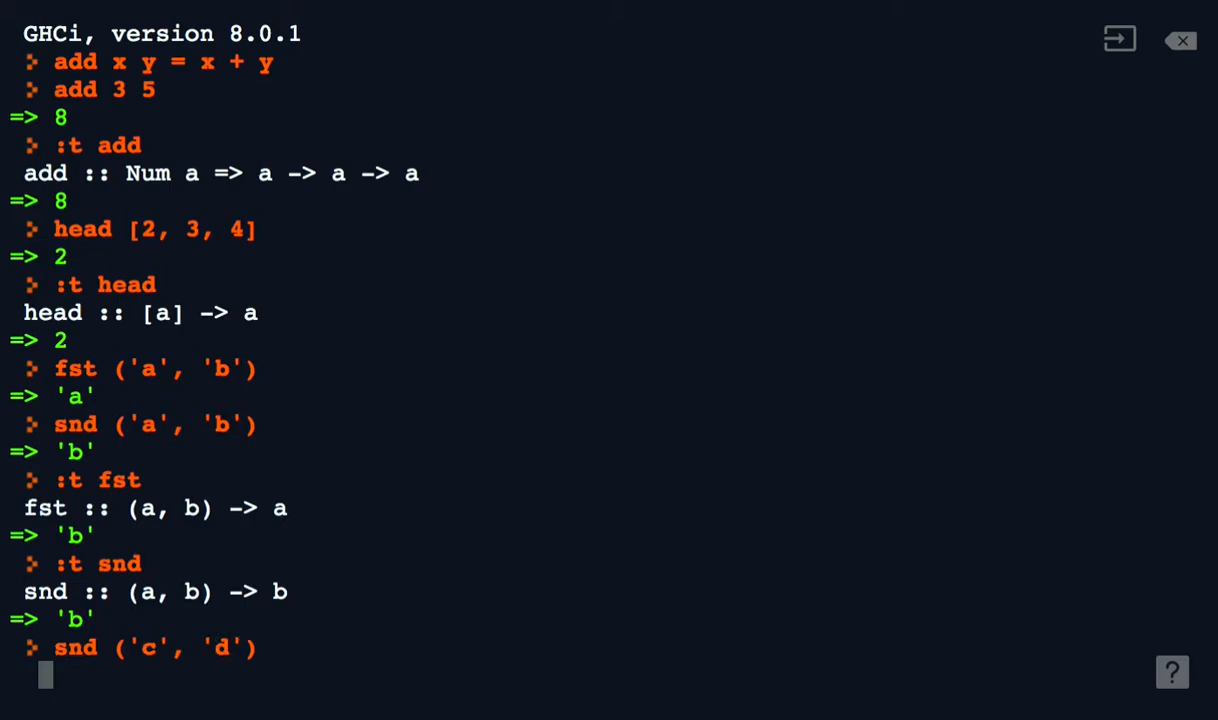 GHCi, version 8.0.1
> add x y = x + y
> add 3 5
=> 8
> :t add
add :: Num a => a -> a -> a
=> 8
> head [2, 3, 4]
=> 2
> :t head
head :: [a] -> a
=> 2
> fst ('a', 'b')
=> 'a'
> snd ('a', 'b')
=> 'b'
> :t fst
fst :: (a, b) -> a
=> 'b'
> :t snd
snd :: (a, b) -> b
=> 'b'
> snd ('c', 'd')
?